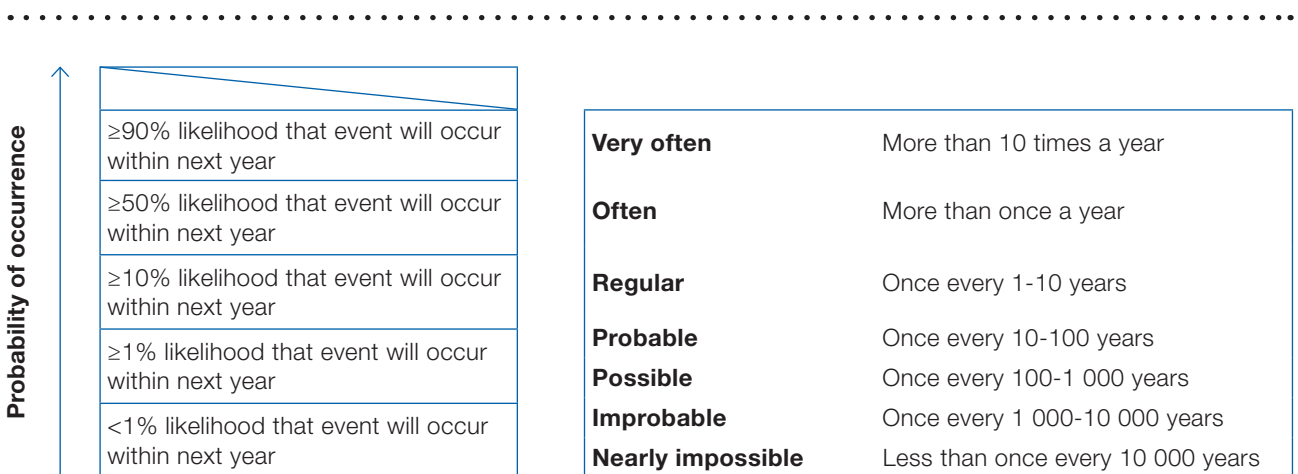 Probability of occurrence
≥90% likelihood that event will occur
within next year
≥50% likelihood that event will occur
within next year
≥10% likelihood that event will occur
within next year
≥1% likelihood that event will occur
within next year
<1% likelihood that event will occur
within next year
Very often More than 10 times a year
Often More than once a year
Regular Once every 1-10 years
Probable Once every 10-100 years
Possible Once every 100-1 000 years
Improbable Once every 1 000-10 000 years
Nearly impossible Less than once every 10 000 years